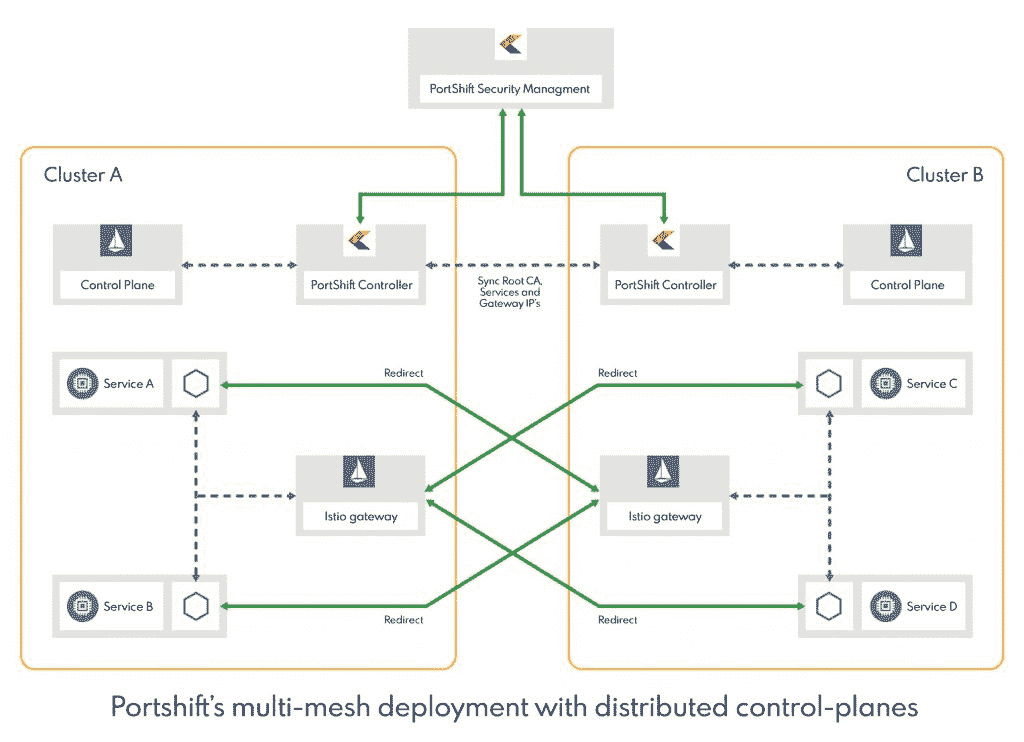 PortShift Security Managment
Cluster A
Cluster B
Control Plane
PortShift Controller
Sync Root CA,
Services and
Gateway IP's
PortShift Controller
Control Plane
Service A
Redirect
Redirect
Service C
Istio gateway
Istio gateway
Service B
Redirect
Redirect
Service D
Portshift's multi-mesh deployment with distributed control-planes